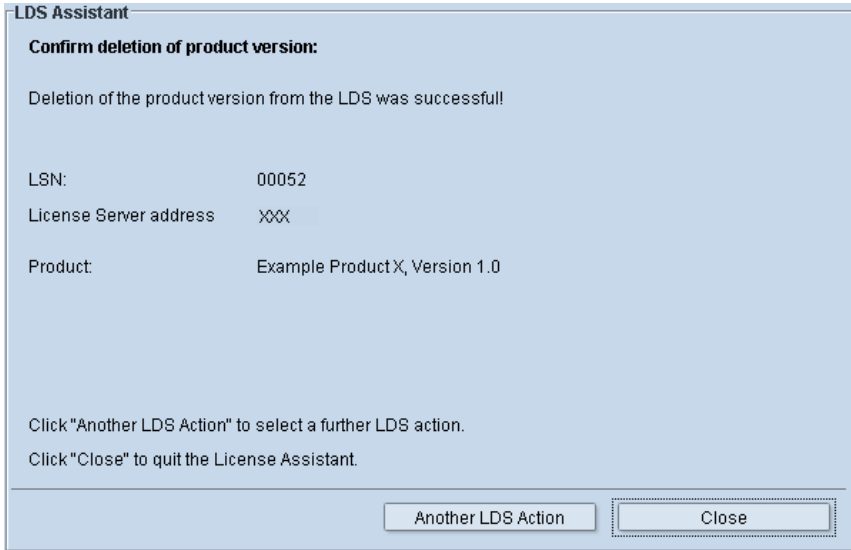 LDS Assistant
Confirm deletion of product version:
Deletion of the product version from the LDS was successful!
LSN: 00052
License Server address XXX
Product: Example Product X, Version 1.0
Click "Another LDS Action" to select a further LDS action.
Click "Close" to quit the License Assistant.
Another LDS Action Close